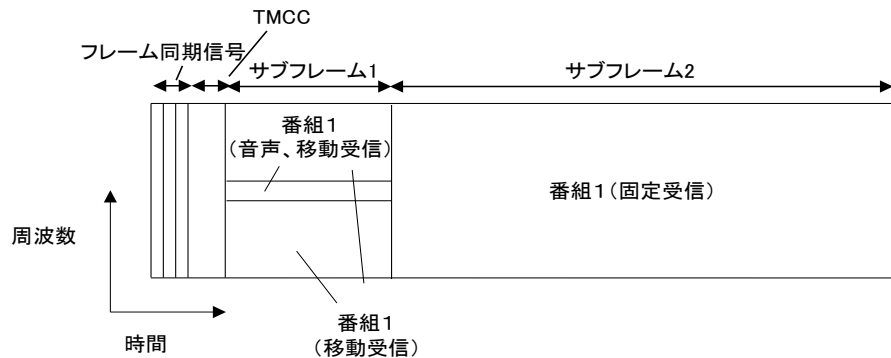 TMCC
フレーム同期信号
サブフレーム1
サブフレーム2
番組1
(音声、移動受信)
番組1(固定受信)
周波数
時間
番組1
(移動受信)